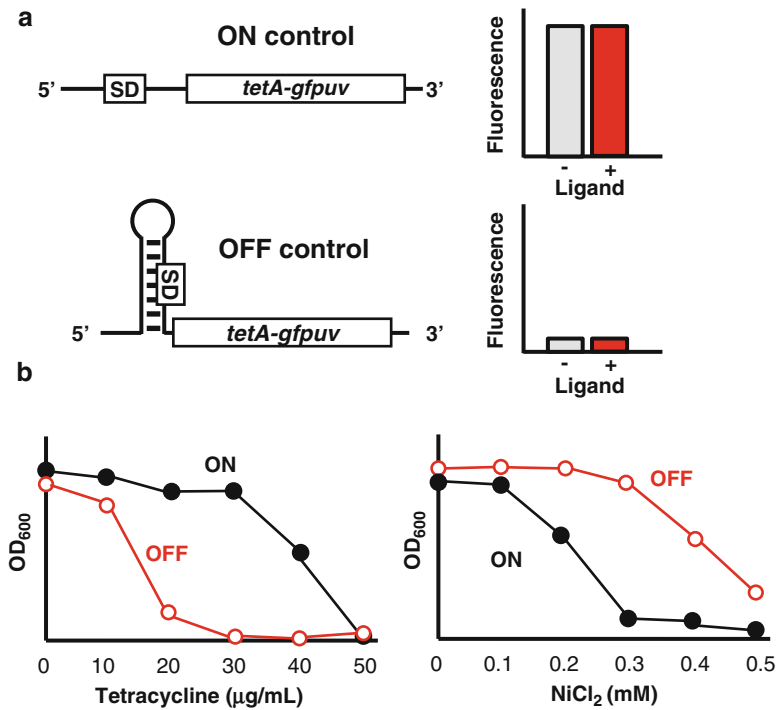 a
ON control
5’
SD
tetA-gfpuv
3’
Fluorescence
-
+
Ligand
OFF control
5’
SD
tetA-gfpuv
3’
Fluorescence
-
+
Ligand
b
OD600
ON
OFF
0 10 20 30 40 50
Tetracycline (μg/mL)
OD600
OFF
ON
0 0.1 0.2 0.3 0.4 0.5
NiCl2 (mM)